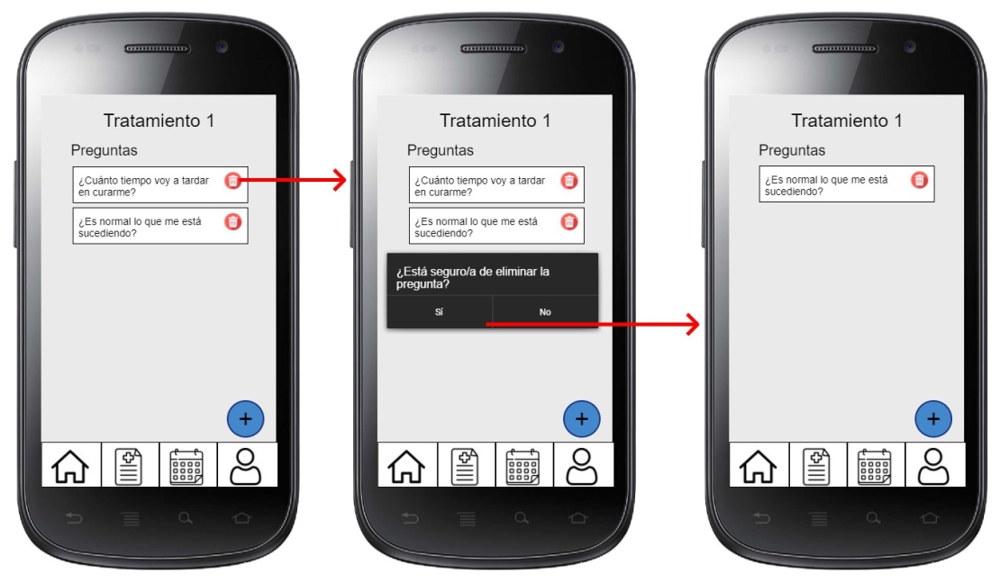 Tratamiento 1
Preguntas
¿Cuánto tiempo voy a tardar
en curarme?
¿Es normal lo que me está
sucediendo?
+
Tratamiento 1
Preguntas
¿Cuánto tiempo voy a tardar
en curarme?
¿Es normal lo que me está
sucediendo?
¿Está seguro/a de eliminar la
pregunta?
Sí No
+
Tratamiento 1
Preguntas
¿Es normal lo que me está
sucediendo?
+